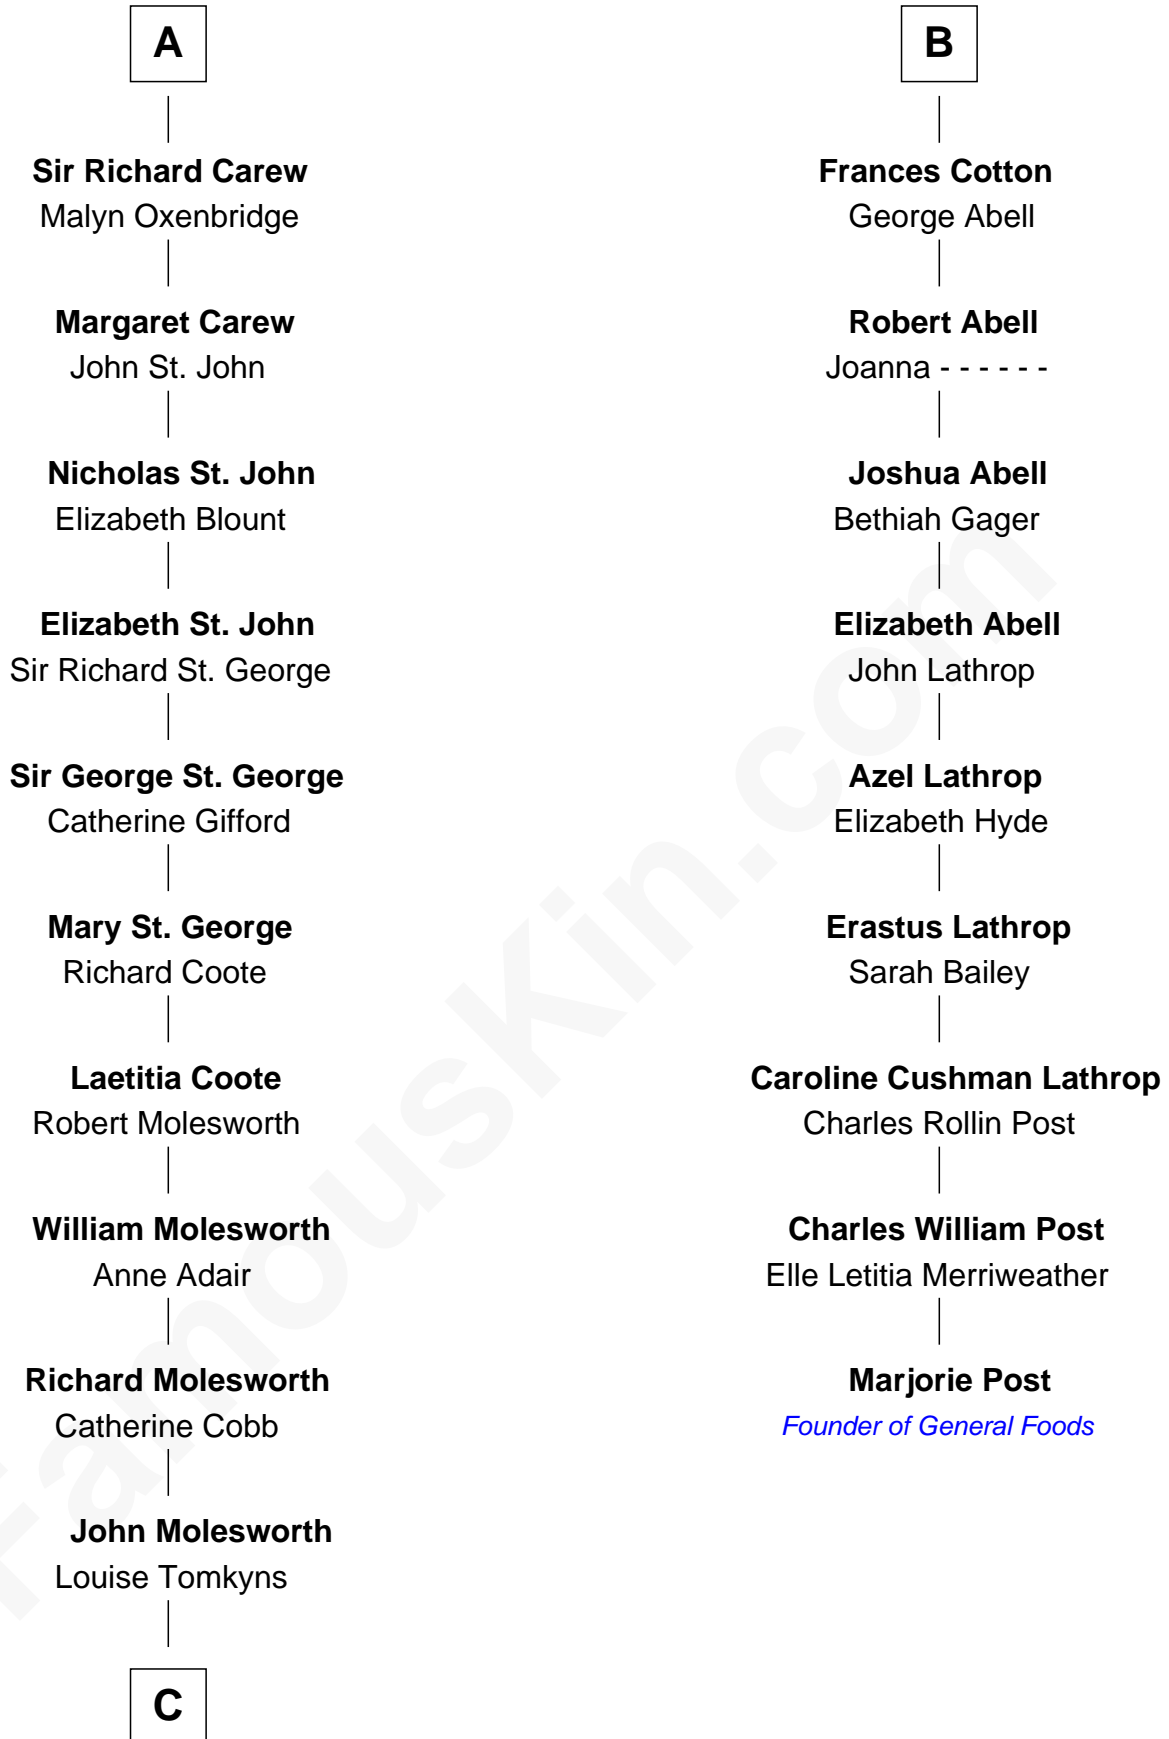 A
Sir Richard Carew
Malyn Oxenbridge
Margaret Carew
John St. John
Nicholas St. John
Elizabeth Blount
Elizabeth St. John
Sir Richard St. George
Sir George St. George
Catherine Gifford
Mary St. George
Richard Coote
Laetitia Coote
Robert Molesworth
William Molesworth
Anne Adair
Richard Molesworth
Catherine Cobb
John Molesworth
Louise Tomkyns
C
B
Frances Cotton
George Abell
Robert Abell
Joanna - - - - - -
Joshua Abell
Bethiah Gager
Elizabeth Abell
John Lathrop
Azel Lathrop
Elizabeth Hyde
Erastus Lathrop
Sarah Bailey
Caroline Cushman Lathrop
Charles Rollin Post
Charles William Post
Elle Letitia Merriweather
Marjorie Post
Founder of General Foods
FamousKin.com